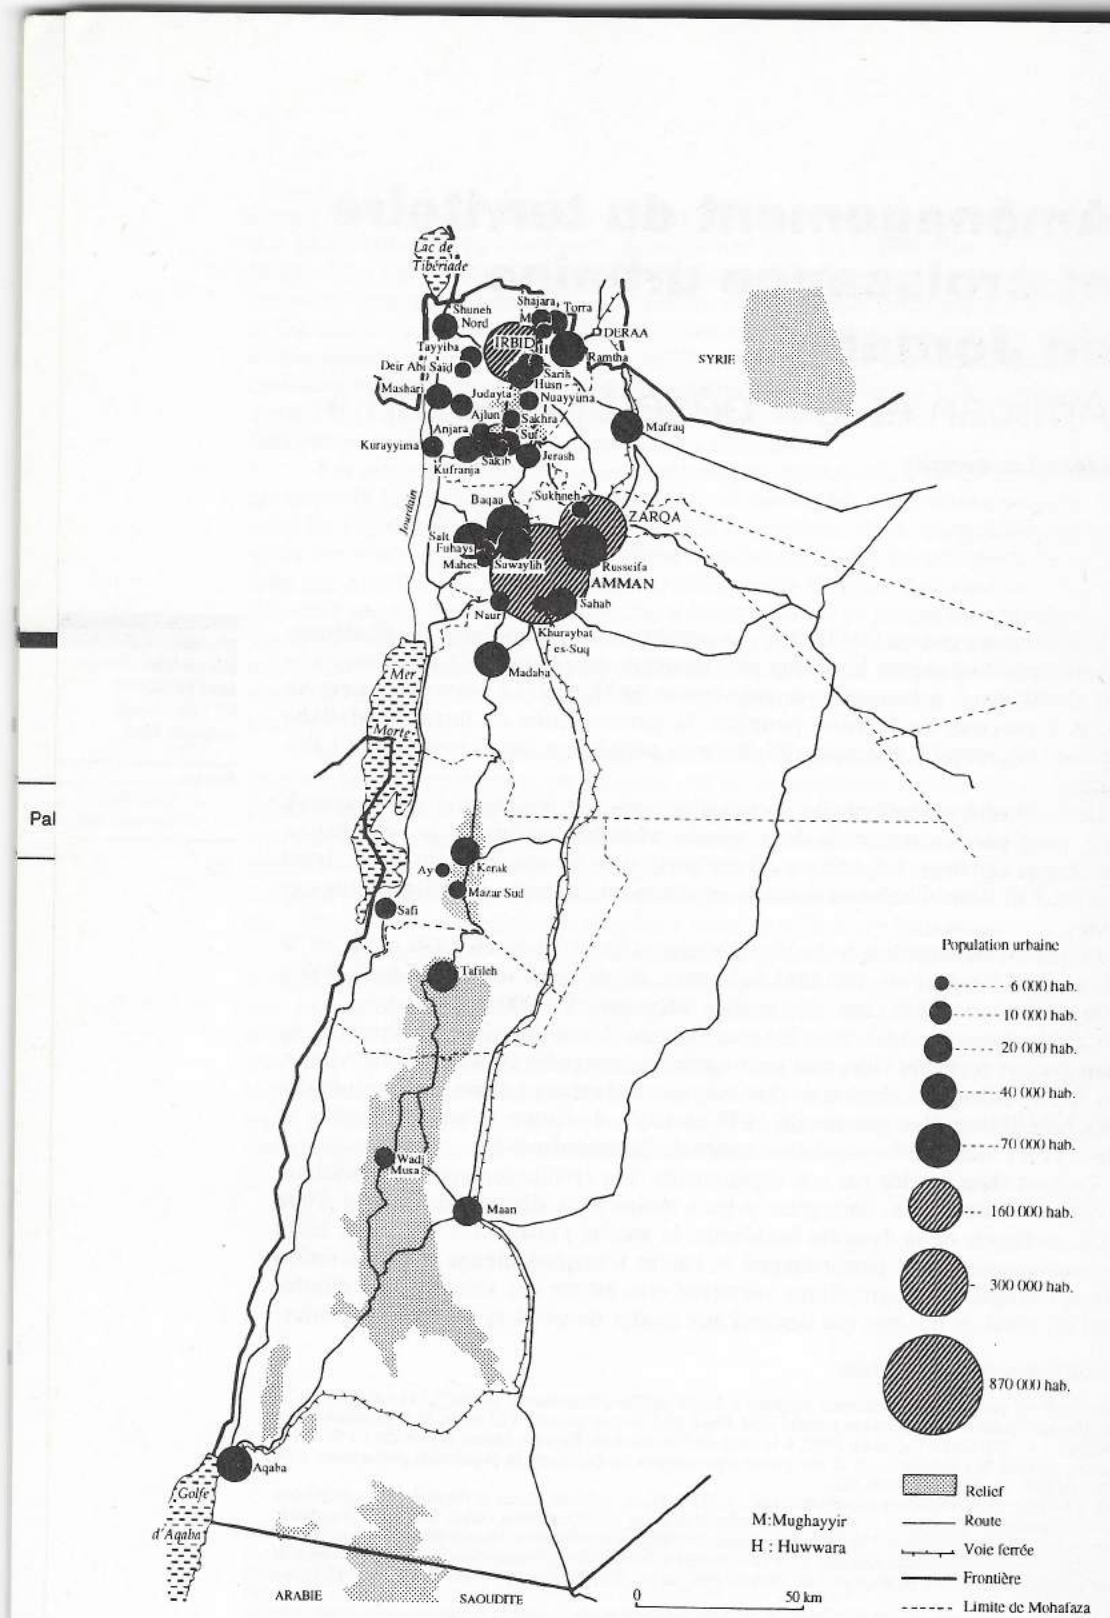 Lac de
Tibériade
Shuneh
Nord
Shajara
M
Torra
IRBID
H
DERAA
Ramtha
SYRIE
Tayyiba
Deir Abi Saïd
Sarih
Husn
Mashari
Judayta
Nuayyuna
Ajlun
Sakhra
Anjara
Suf
Mafraq
Kurayyima
Sakib
Jerash
Kufranja
Jourdain
Baqaa
Sukhneh
ZARQA
Salt
Fuhays
Mahes
Suwaylih
Russeifa
AMMAN
Naur
Sahab
Khuraybat
es-Suq
Madaba
Mer
Morte
Pal
Kerak
Ay
Mazar Sud
Safi
Tafileh
Wadi
Musa
Maan
Aqaba
Golfe
d'Aqaba
ARABIE
SAOUDITE
Population urbaine
6 000 hab.
10 000 hab.
20 000 hab.
40 000 hab.
70 000 hab.
160 000 hab.
300 000 hab.
870 000 hab.
Relief
M:Mughayyir
Route
H : Huwwara
Voie ferrée
Frontière
0 50 km
Limite de Mohafaza